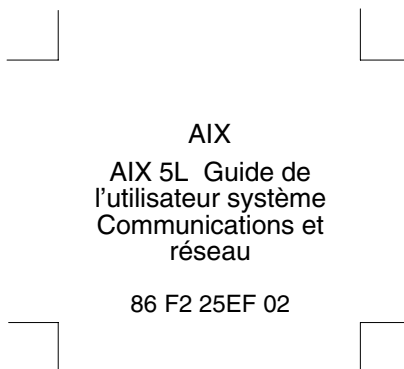 AIX
AIX 5L Guide de
l'utilisateur système
Communications et
réseau
86 F2 25EF 02